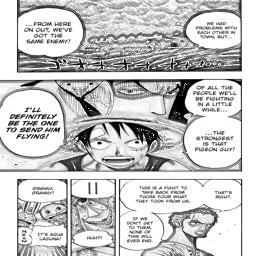 WE HAD
PROBLEMS WITH
EACH OTHER IN
TOWN, BUT...
...FROM HERE
ON OUT, WE'VE
GOT THE
SAME ENEMY!
OF ALL THE
PEOPLE WE'LL
BE FIGHTING
IN A LITTLE
WHILE...
...THE
STRONGEST
IS THAT
PIGEON GUY!
I'LL
DEFINITELY
BE THE ONE
TO SEND HIM
FLYING!
THAT'S
RIGHT.
THIS IS A FIGHT TO
TAKE BACK FROM
THOSE FOUR WHAT
THEY TOOK FROM US.
IF WE
DON'T GET
TO THEM,
NONE OF
THIS WILL
EVER END.
!!
HUH?!
GRANNY,
GRANNY!
IT'S AQUA
LAGUNA!